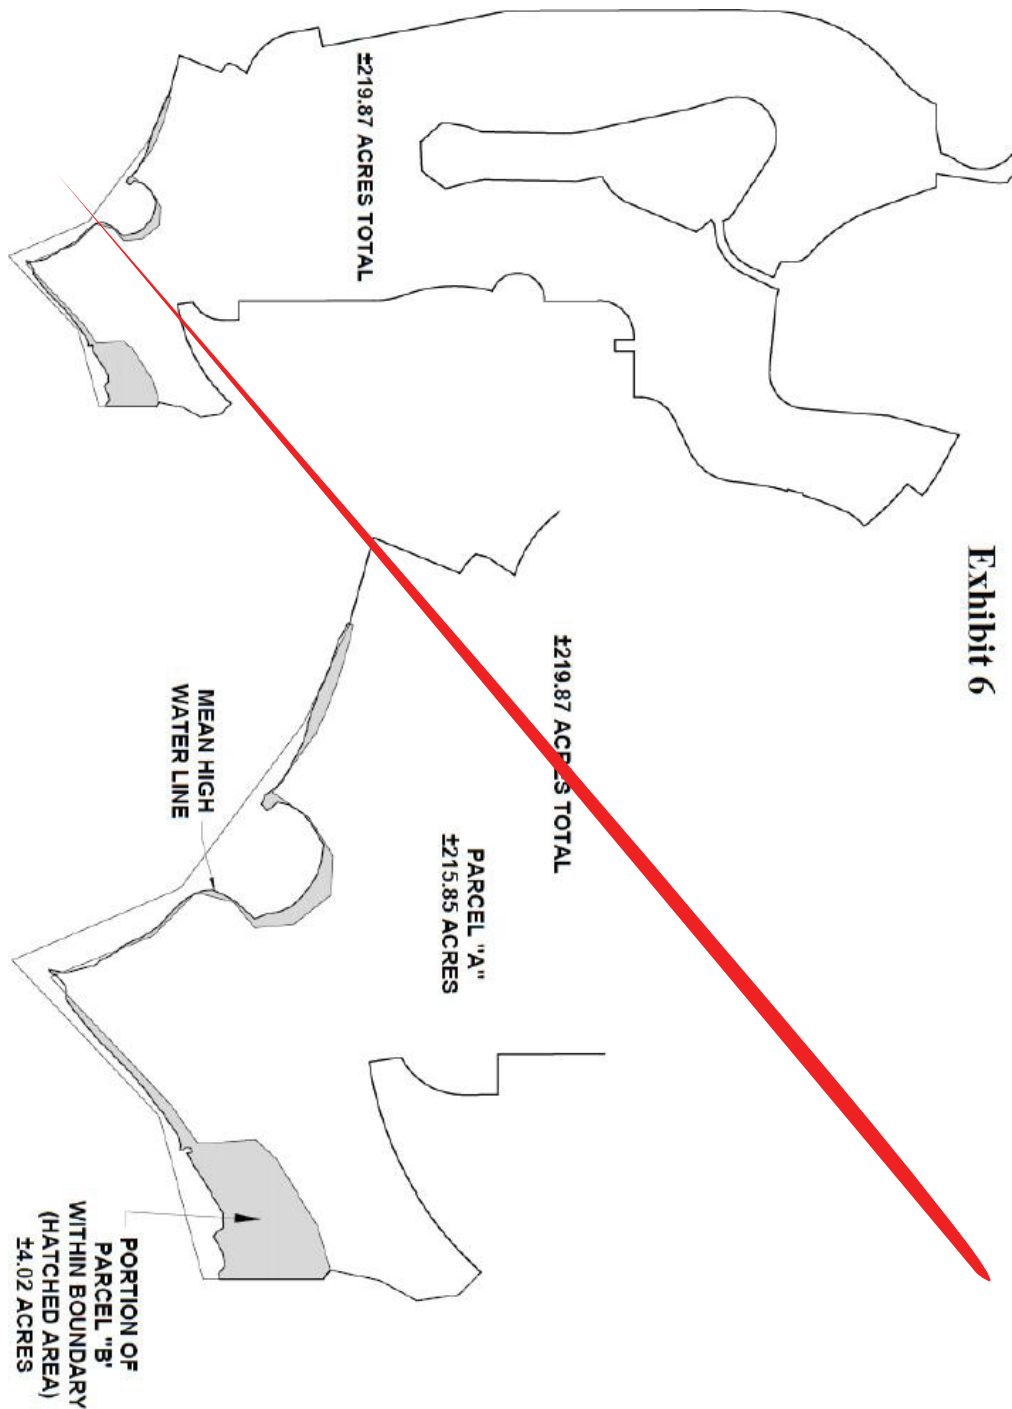 Exhibit 6
±219.87 ACRES TOTAL
±219.87 ACRES TOTAL
PARCEL "A"
±215.85 ACRES
MEAN HIGH
WATER LINE
PORTION OF
PARCEL "B'
WITHIN BOUNDARY
(HATCHED AREA)
±4.02 ACRES